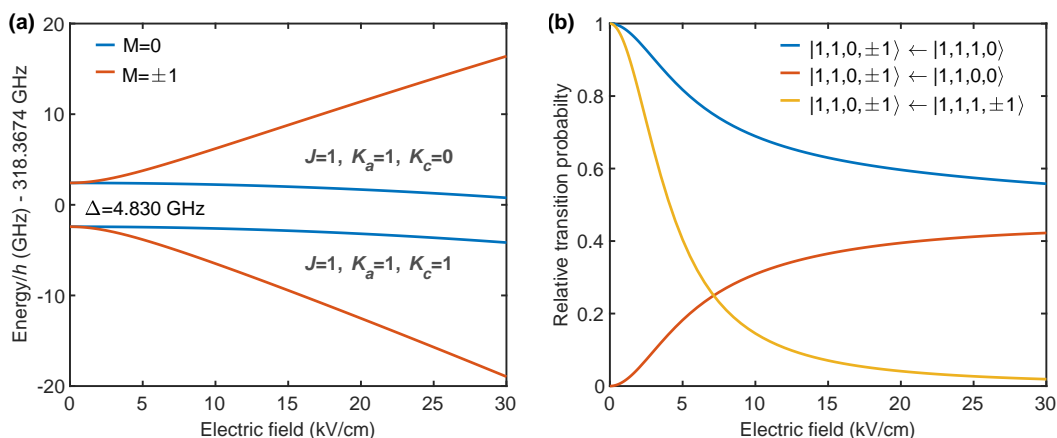 (a)
20
10
0
-10
-20
Energy/h (GHz) - 318.3674 GHz
M=0
M=±1
J=1, Kₐ=1, K_c=0
Δ=4.830 GHz
J=1, Kₐ=1, K_c=1
0 5 10 15 20 25 30
Electric field (kV/cm)
(b)
1
0.8
0.6
0.4
0.2
0
Relative transition probabilty
|1,1,0,±1⟩ ← |1,1,1,0⟩
|1,1,0,±1⟩ ← |1,1,0,0⟩
|1,1,0,±1⟩ ← |1,1,1,±1⟩
0 5 10 15 20 25 30
Electric field (kV/cm)